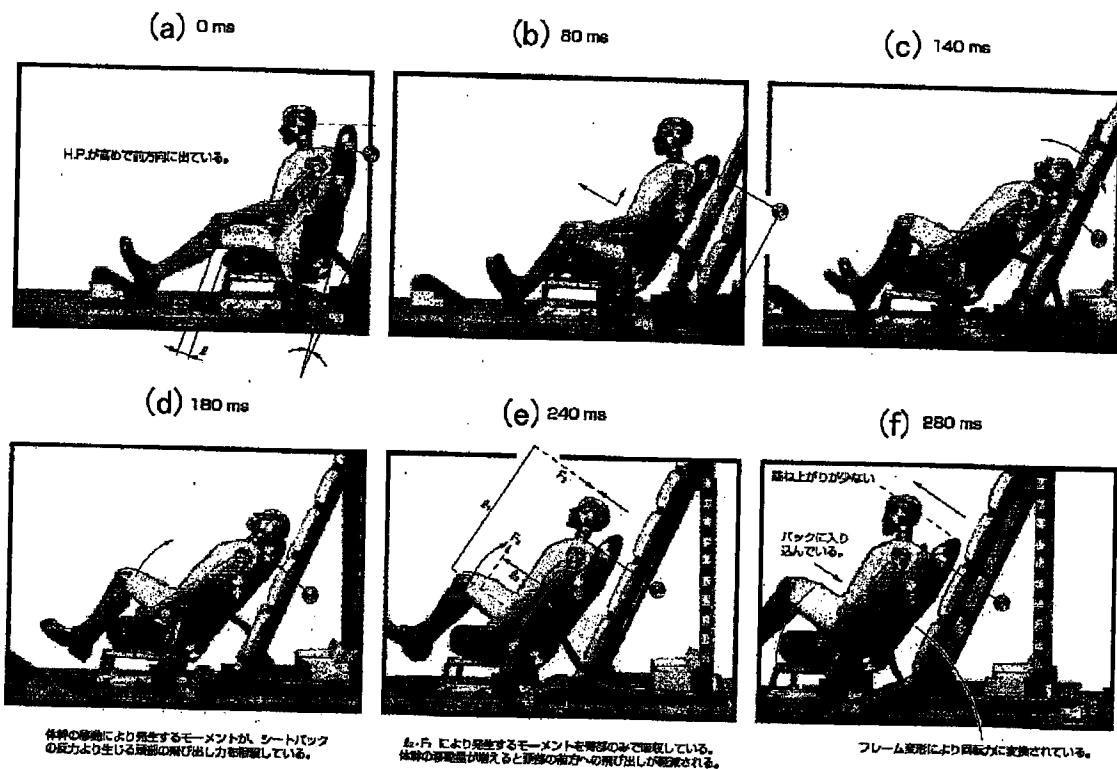 (a) 0 ms
(b) 80 ms
(c) 140 ms
H.P.が高めで前方向に出ている。
ℓ
(d) 180 ms
(e) 240 ms
(f) 280 ms
跳ね上がりが少ない
バックに入り
込んでいる。
F₂
体幹の移動により発生するモーメントが、シートバック
の反力より生じる頭部の飛び出し力を している。
により発生するモーメントを のみで吸収している。
体幹の移動量が増えると頭部の前方への飛び出しが軽減される。
フレーム変形により回転力に変換されている。